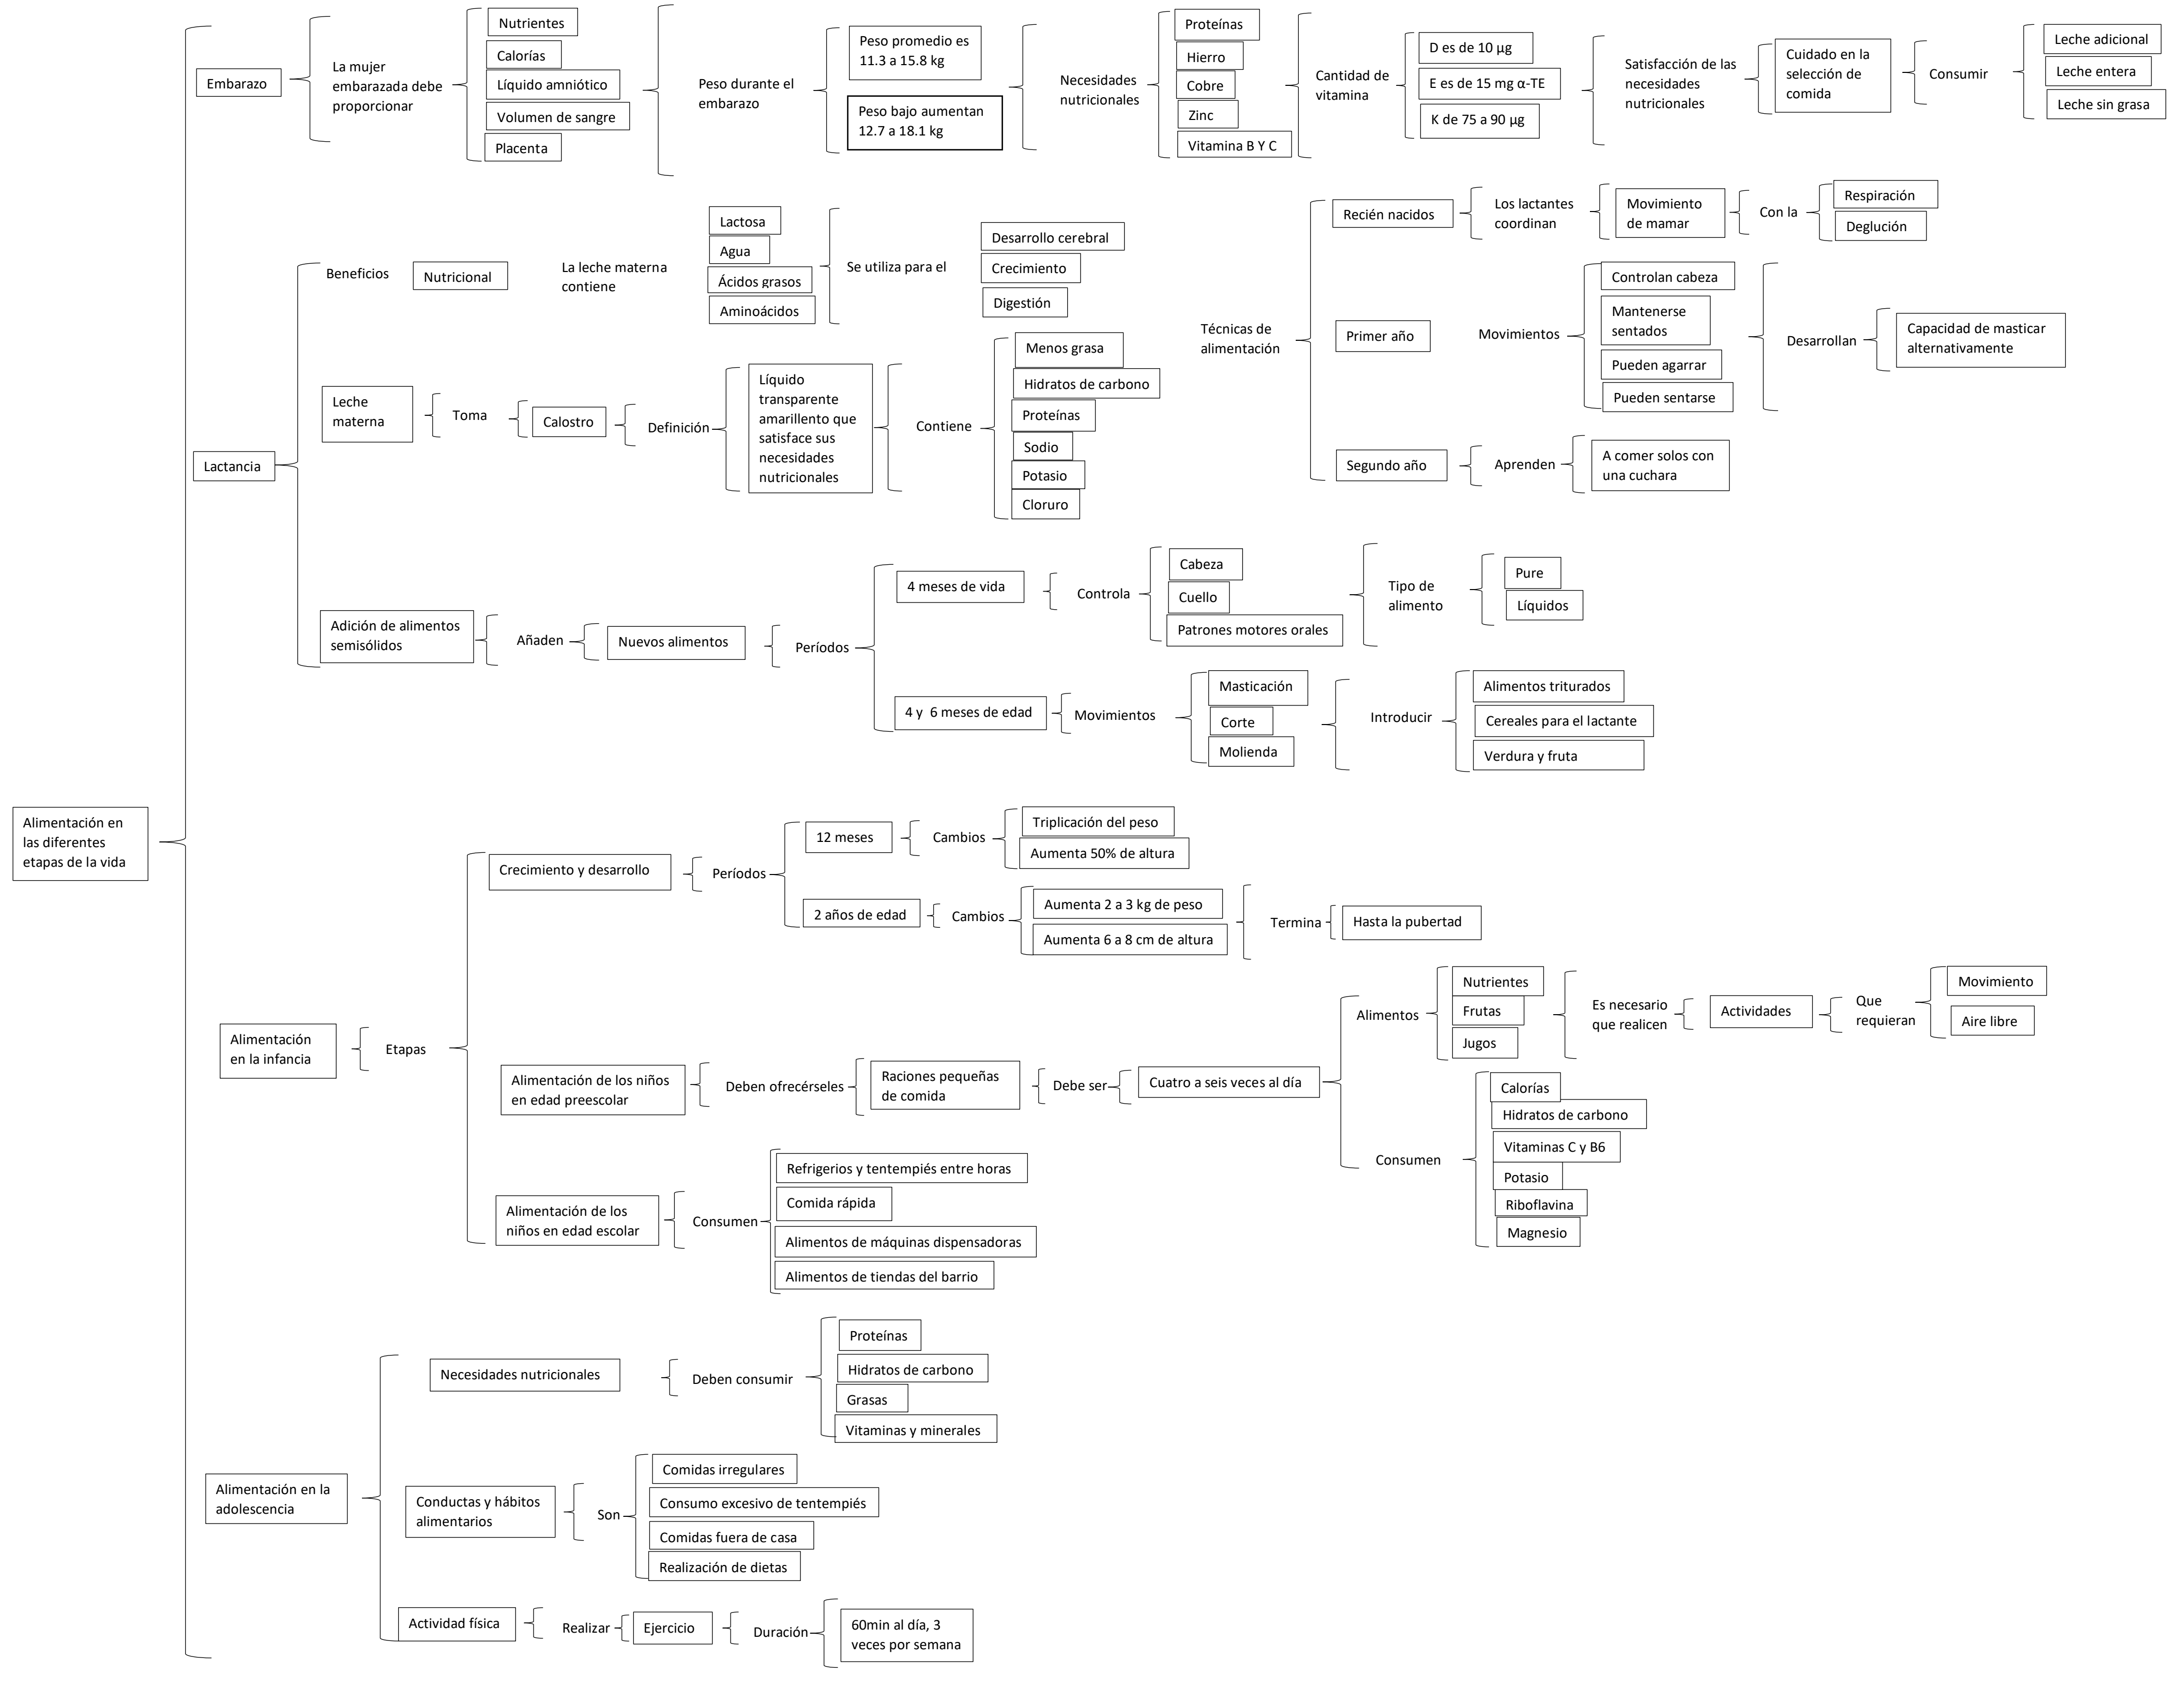 Alimentación en
las diferentes
etapas de la vida
Embarazo
La mujer
embarazada debe
proporcionar
Nutrientes
Calorías
Líquido amniótico
Volumen de sangre
Placenta
Peso durante el
embarazo
Peso promedio es
11.3 a 15.8 kg
Peso bajo aumentan
12.7 a 18.1 kg
Necesidades
nutricionales
Proteínas
Hierro
Cobre
Zinc
Vitamina B Y C
Cantidad de
vitamina
D es de 10 µg
E es de 15 mg α-TE
K de 75 a 90 µg
Satisfacción de las
necesidades
nutricionales
Cuidado en la
selección de
comida
Consumir
Leche adicional
Leche entera
Leche sin grasa
Lactancia
Beneficios
Nutricional
La leche materna
contiene
Lactosa
Agua
Ácidos grasos
Aminoácidos
Se utiliza para el
Desarrollo cerebral
Crecimiento
Digestión
Leche
materna
Toma
Calostro
Definición
Líquido
transparente
amarillento que
satisface sus
necesidades
nutricionales
Contiene
Menos grasa
Hidratos de carbono
Proteínas
Sodio
Potasio
Cloruro
Técnicas de
alimentación
Recién nacidos
Los lactantes
coordinan
Movimiento
de mamar
Con la
Respiración
Deglución
Primer año
Movimientos
Controlan cabeza
Mantenerse
sentados
Pueden agarrar
Pueden sentarse
Desarrollan
Capacidad de masticar
alternativamente
Segundo año
Aprenden
A comer solos con
una cuchara
Adición de alimentos
semisólidos
Añaden
Nuevos alimentos
Períodos
4 meses de vida
Controla
Cabeza
Cuello
Patrones motores orales
Tipo de
alimento
Pure
Líquidos
4 y  6 meses de edad
Movimientos
Masticación
Corte
Molienda
Introducir
Alimentos triturados
Cereales para el lactante
Verdura y fruta
Alimentación
en la infancia
Etapas
Crecimiento y desarrollo
Períodos
12 meses
Cambios
Triplicación del peso
Aumenta 50% de altura
2 años de edad
Cambios
Aumenta 2 a 3 kg de peso
Aumenta 6 a 8 cm de altura
Termina
Hasta la pubertad
Alimentación de los niños
en edad preescolar
Deben ofrecérseles
Raciones pequeñas
de comida
Debe ser
Cuatro a seis veces al día
Alimentos
Nutrientes
Frutas
Jugos
Es necesario
que realicen
Actividades
Que
requieran
Movimiento
Aire libre
Consumen
Calorías
Hidratos de carbono
Vitaminas C y B6
Potasio
Riboflavina
Magnesio
Alimentación de los
niños en edad escolar
Consumen
Refrigerios y tentempiés entre horas
Comida rápida
Alimentos de máquinas dispensadoras
Alimentos de tiendas del barrio
Alimentación en la
adolescencia
Necesidades nutricionales
Deben consumir
Proteínas
Hidratos de carbono
Grasas
Vitaminas y minerales
Conductas y hábitos
alimentarios
Son
Comidas irregulares
Consumo excesivo de tentempiés
Comidas fuera de casa
Realización de dietas
Actividad física
Realizar
Ejercicio
Duración
60min al día, 3
veces por semana